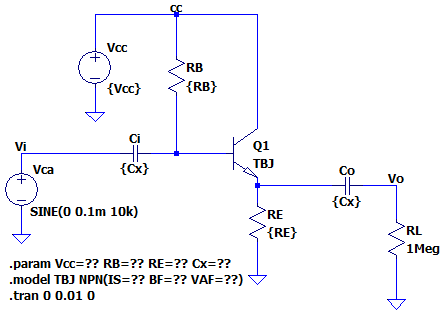 cc
Vcc
{Vcc}
RB
{RB}
Q1
TBJ
Vi
Ci
{Cx}
Vca
SINE(0 0.1m 10k)
Co
{Cx}
Vo
RE
{RE}
RL
1Meg
.param Vcc=?? RB=?? RE=?? Cx=??
.model TBJ NPN(IS=?? BF=?? VAF=??)
.tran 0 0.01 0